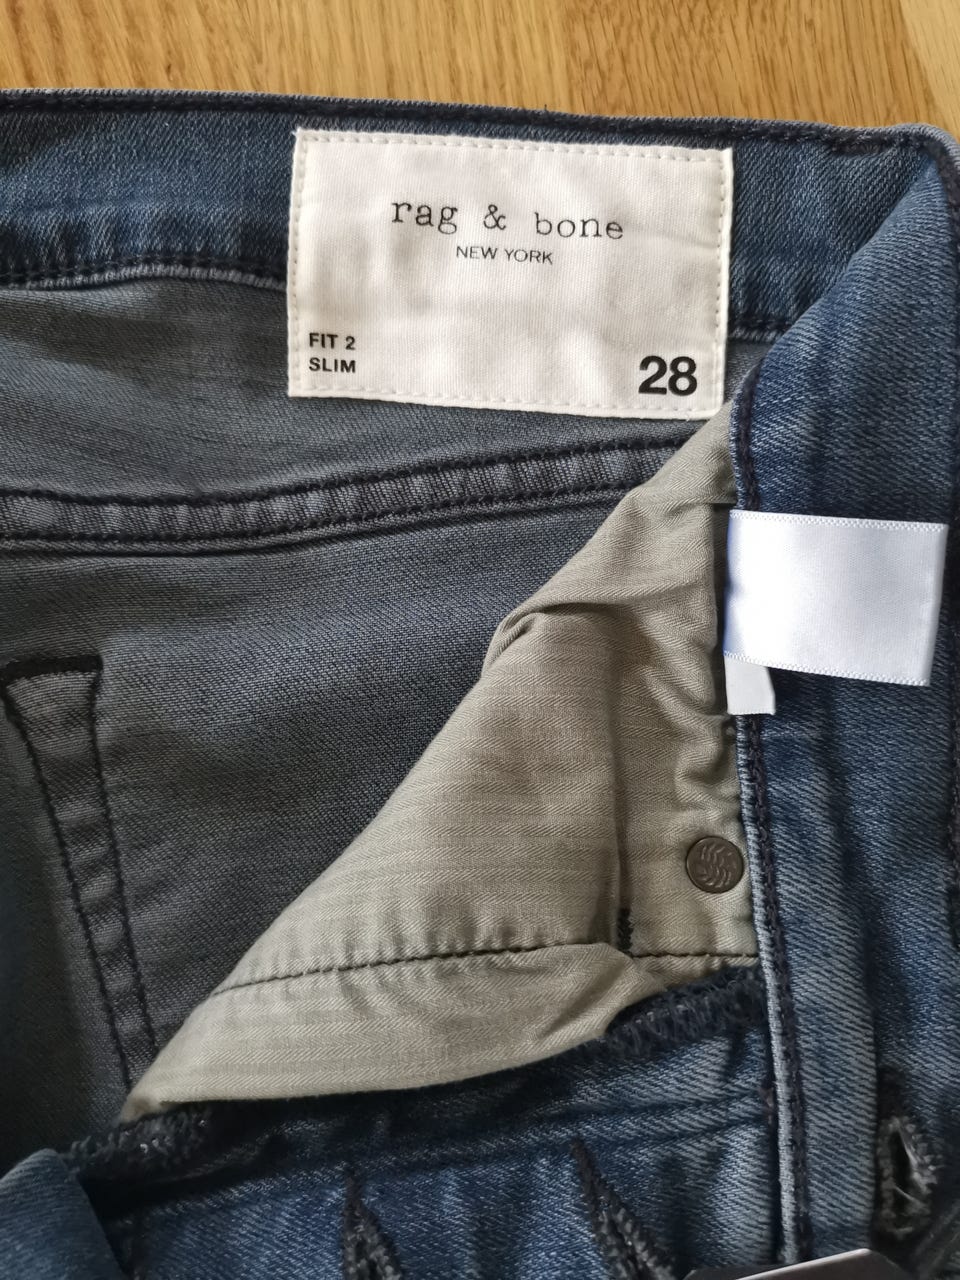 rag & bone
NEW YORK
FIT 2
SLIM
28